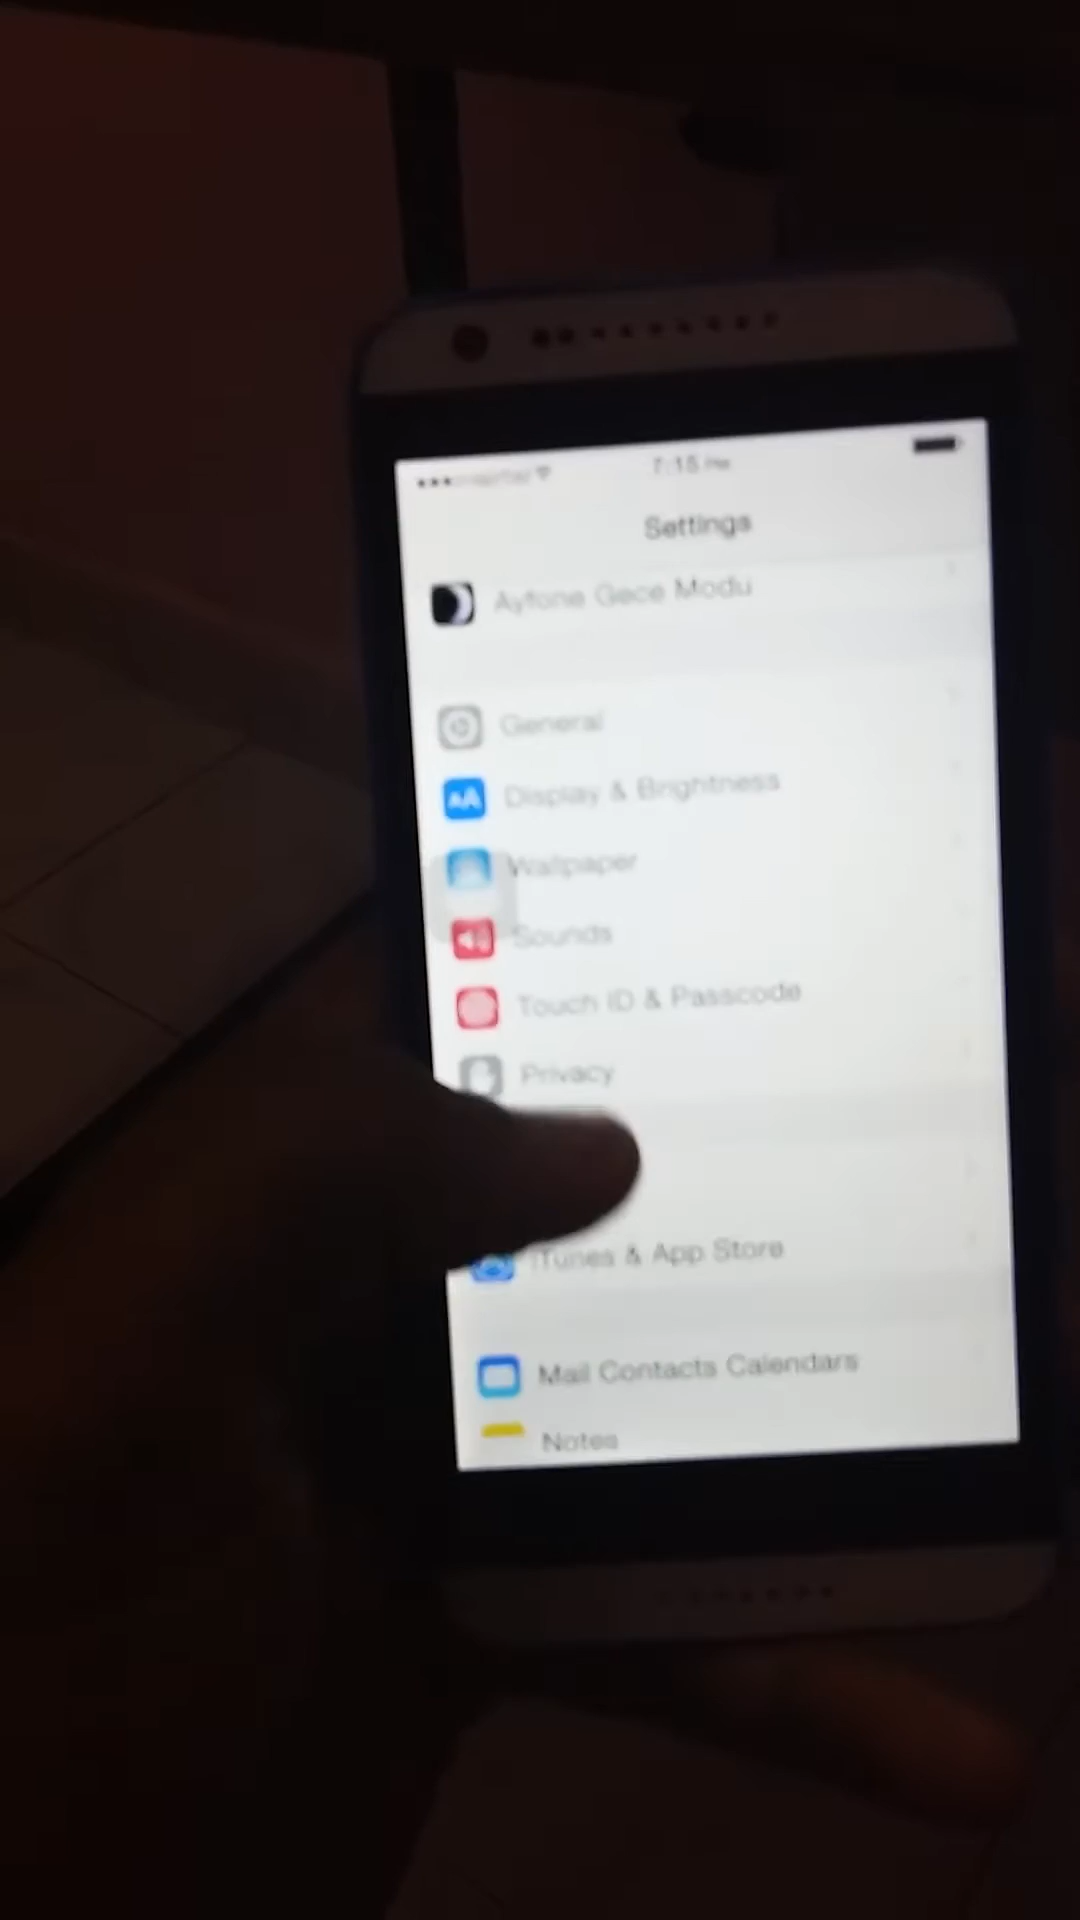 7:15 PM
Settings
Ayfone Gece Modu
General
AA
Display & Brightness
Wallpaper
Sounds
Touch ID & Passcode
Privacy
iTunes & App Store
Mail Contacts Calendars
Notes